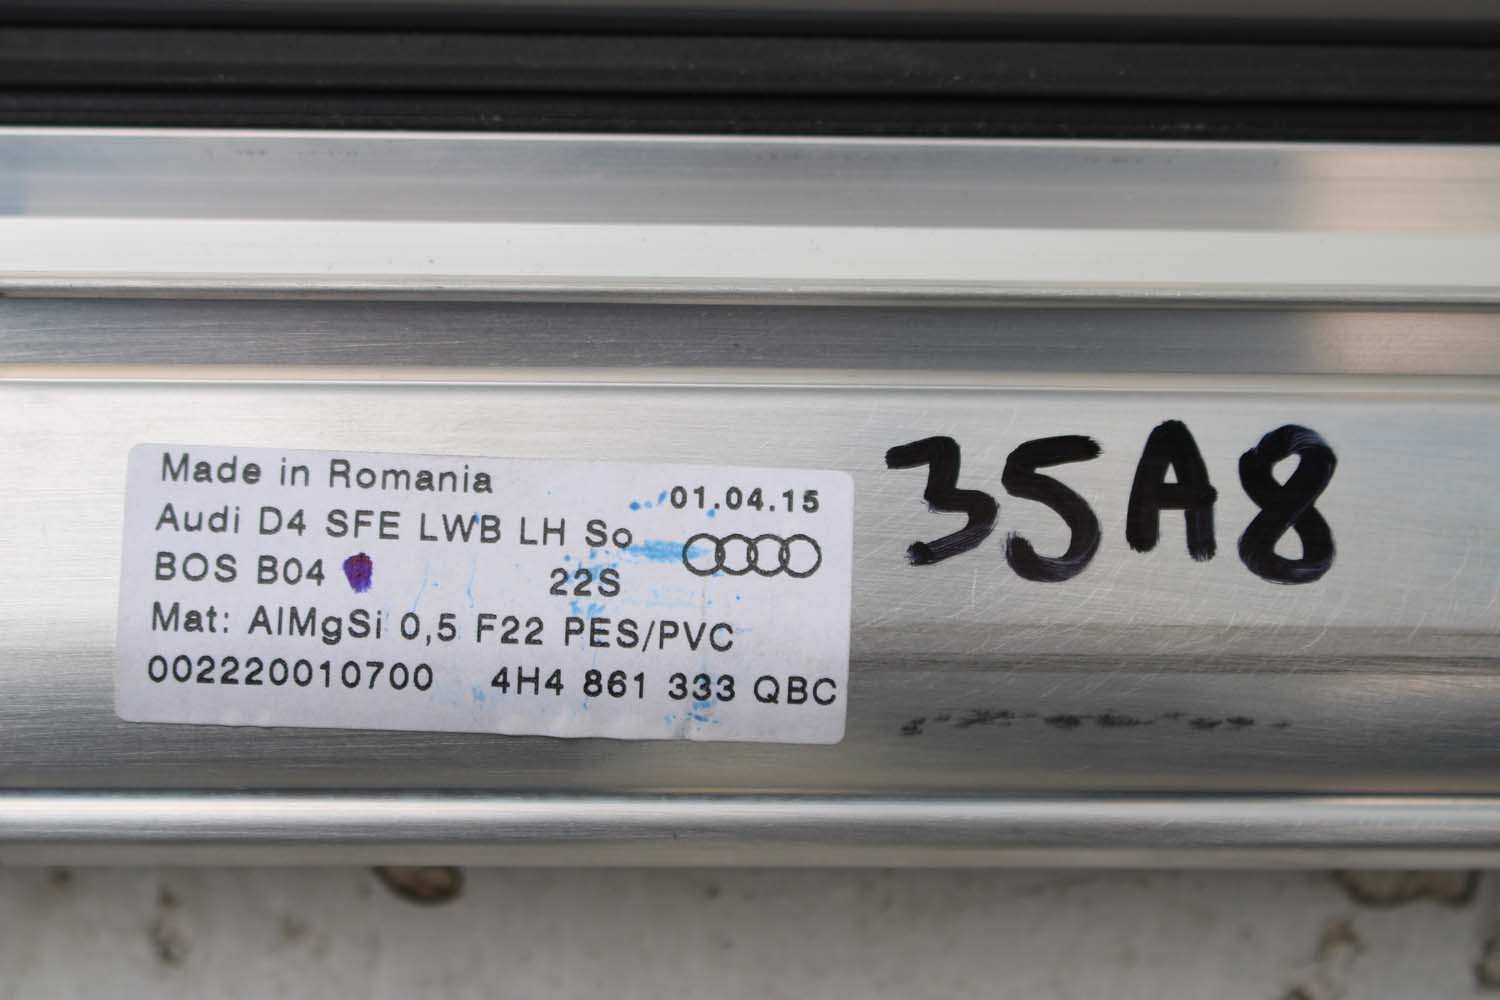 Made in Romania
01.04.15
Audi D4 SFE LWB LH So
BOS B04
22S
Mat: AlMgSi 0,5 F22 PES/PVC
002220010700 4H4 861 333 QBC
35A8